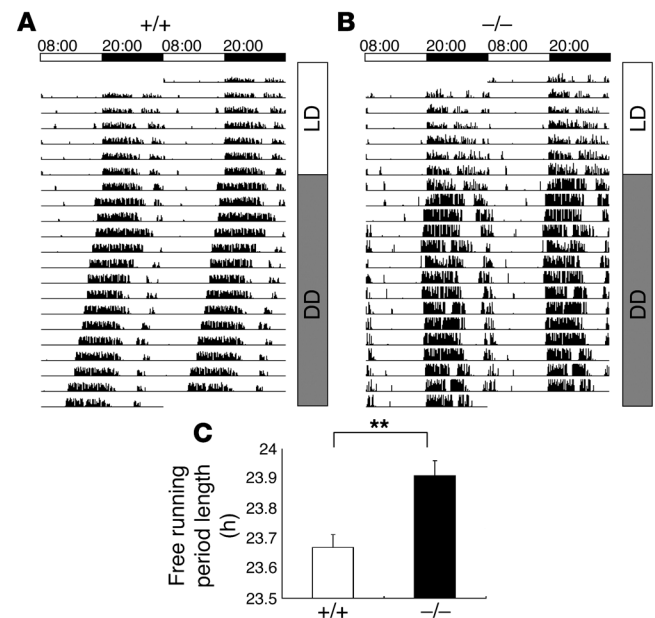 A
+/+
08:00 20:00 08:00 20:00
LD
DD
B
−/−
08:00 20:00 08:00 20:00
LD
DD
C
**
Free running
period length
(h)
24
23.9
23.8
23.7
23.6
23.5
+/+ −/−